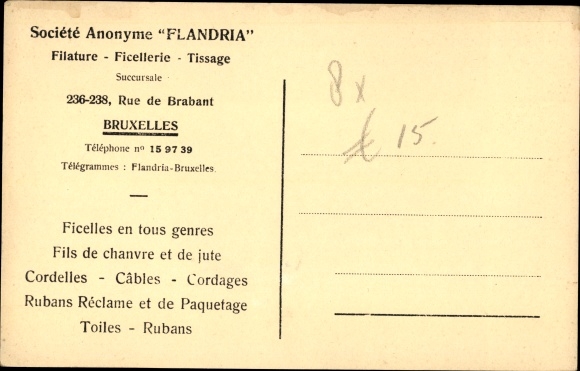 Société Anonyme "FLANDRIA"
Filature - Ficellerie - Tissage
Succursale
236-238, Rue de Brabant
BRUXELLES
Téléphone nº 15 97 39
Télégrammes : Flandria-Bruxelles.
Ficelles en tous genres
Fils de chanvre et de jute
Cordelles - Câbles - Cordages
Rubans Réclame et de Paquetage
Toiles - Rubans
8x
15.